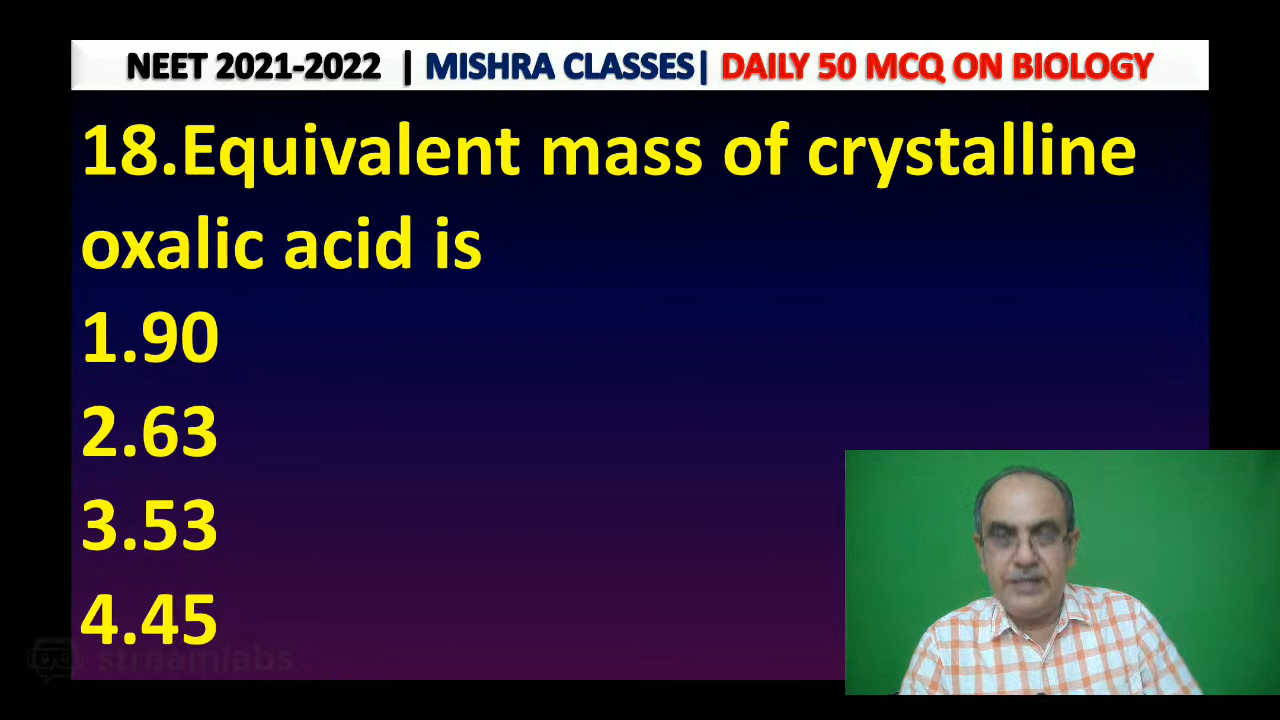 NEET 2021-2022 | MISHRA CLASSES| DAILY 50 MCQ ON BIOLOGY
18.Equivalent mass of crystalline
oxalic acid is
1.90
2.63
3.53
4.45
streamlabs